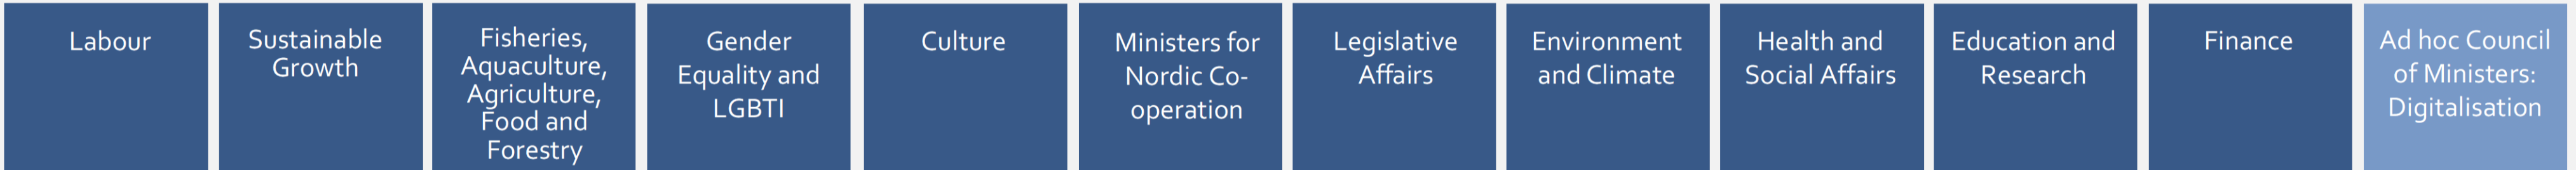 Labour
Sustainable
Growth
Fisheries,
Aquaculture,
Agriculture,
Food and
Forestry
Gender
Equality and
LGBTI
Culture
Ministers for
Nordic Co-
operation
Legislative
Affairs
Environment
and Climate
Health and
Social Affairs
Education and
Research
Finance
Ad hoc Council
of Ministers:
Digitalisation